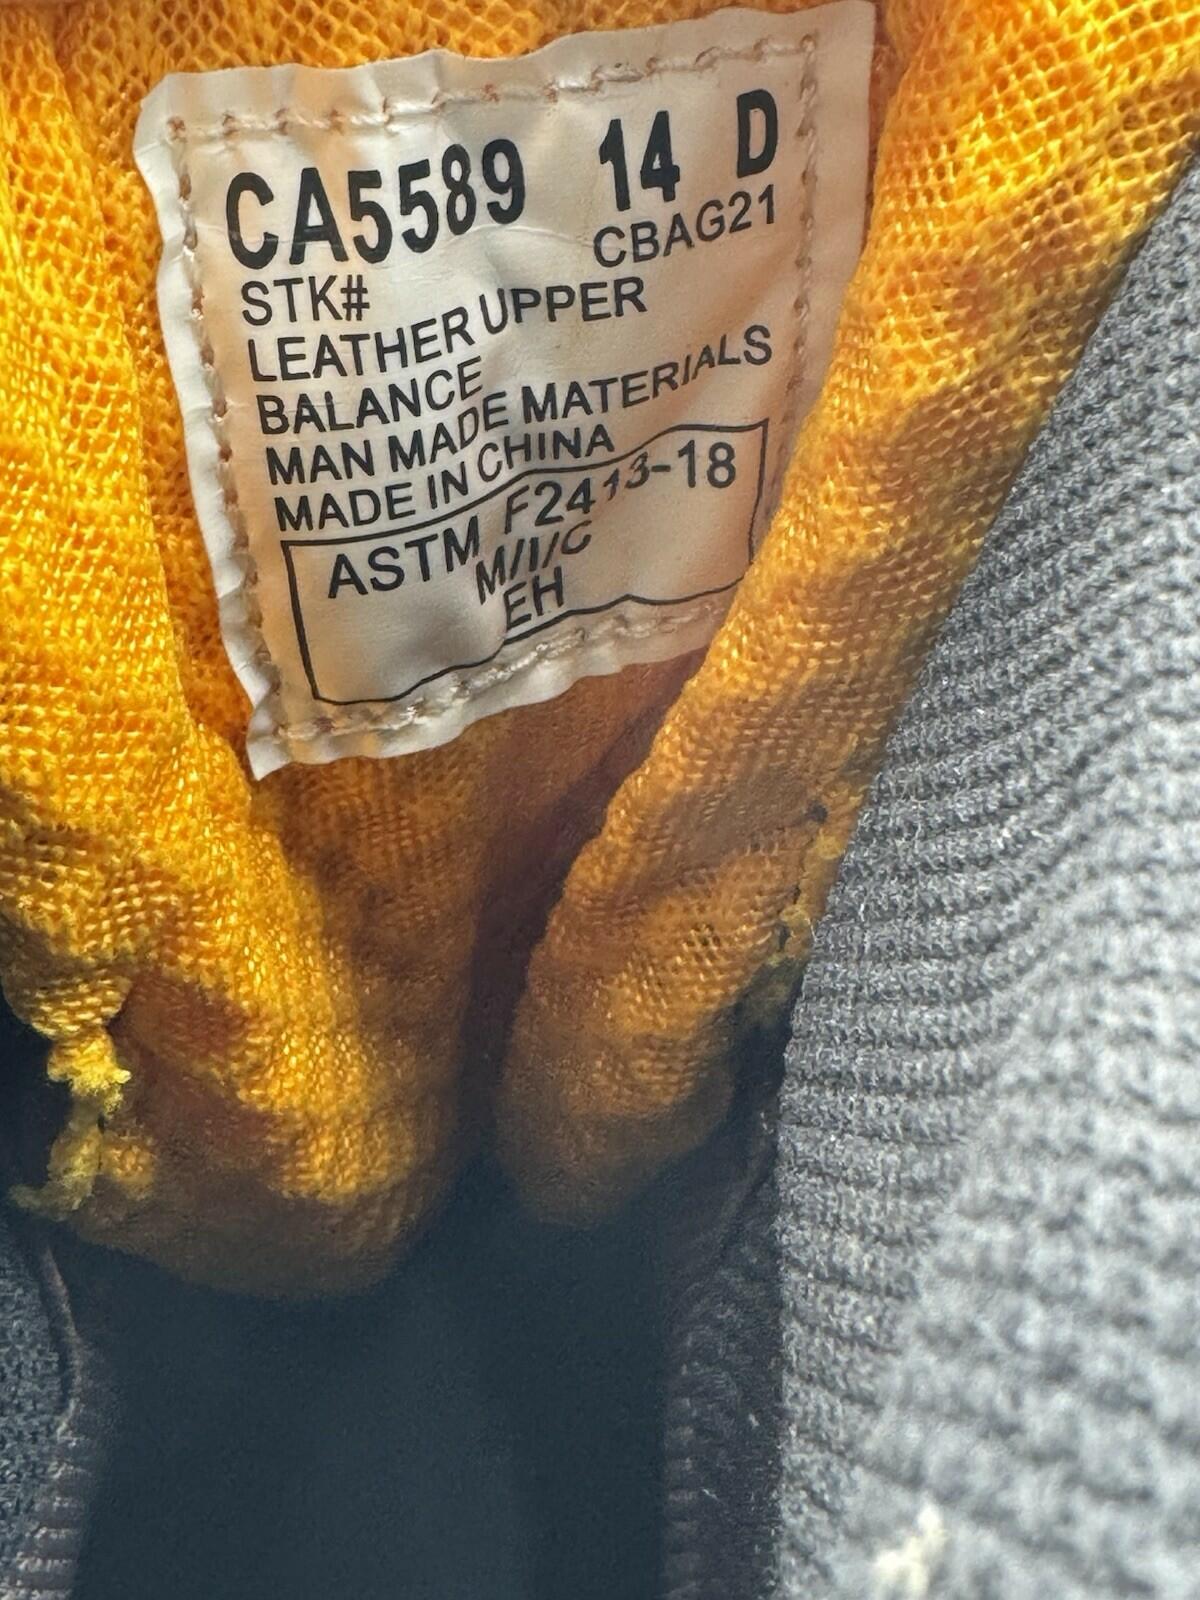 CA5589 14 D
STK# CBAG21
LEATHER UPPER
BALANCE
MAN MADE MATERIALS
MADE IN CHINA
ASTM F2413-18
M/I/C
EH